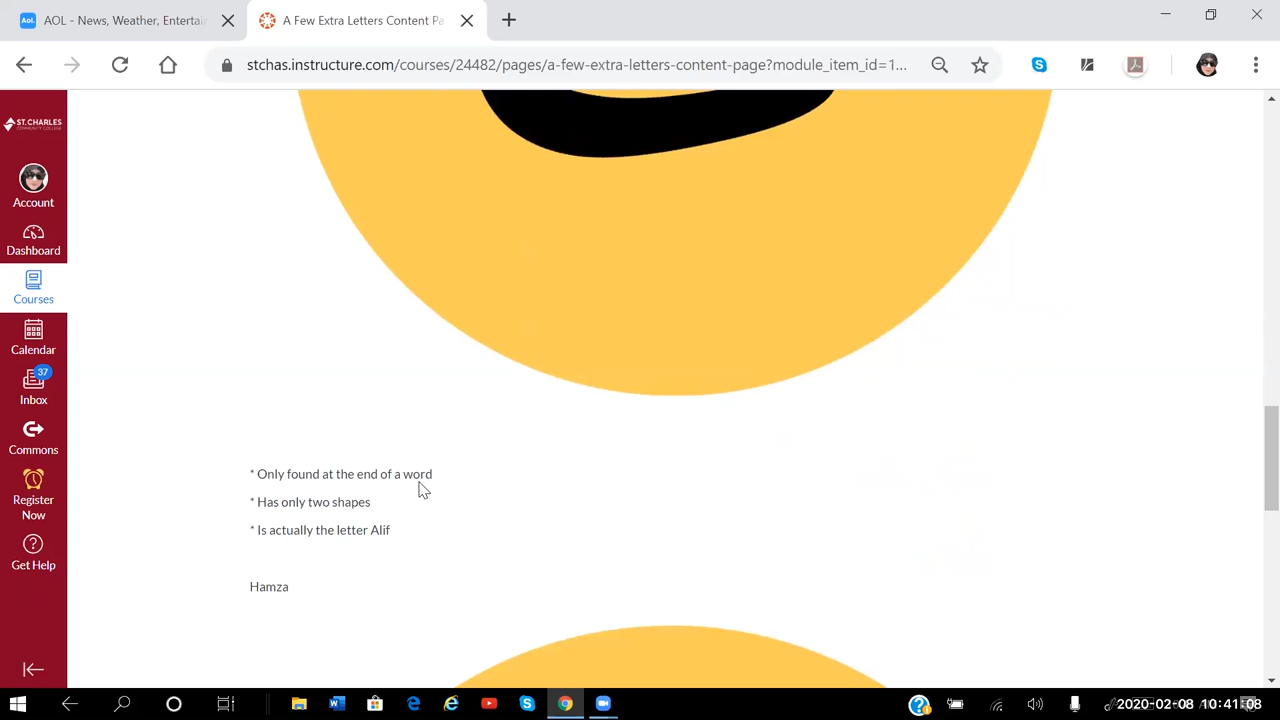 AOL - News, Weather, Entertai
A Few Extra Letters Content Pa
stchas.instructure.com/courses/24482/pages/a-few-extra-letters-content-page?module_item_id=1...
ST. CHARLES
COMMUNITY COLLEGE
Account
Dashboard
Courses
Calendar
37
Inbox
Commons
Register
Now
Get Help
* Only found at the end of a word
* Has only two shapes
* Is actually the letter Alif
Hamza
2020-02-08 10:41:08